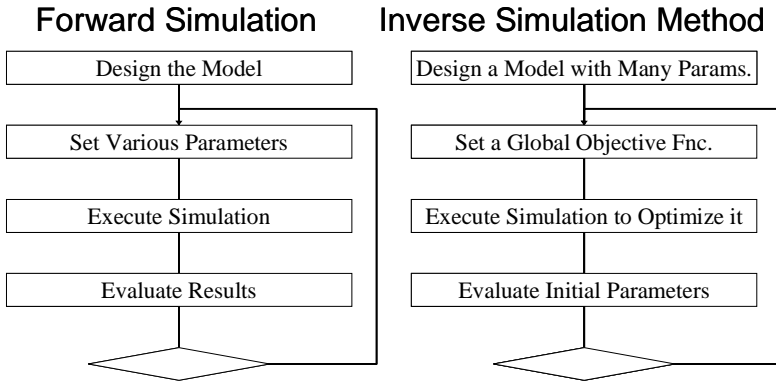 Forward Simulation
Design the Model
Set Various Parameters
Execute Simulation
Evaluate Results
Inverse Simulation Method
Design a Model with Many Params.
Set a Global Objective Fnc.
Execute Simulation to Optimize it
Evaluate Initial Parameters